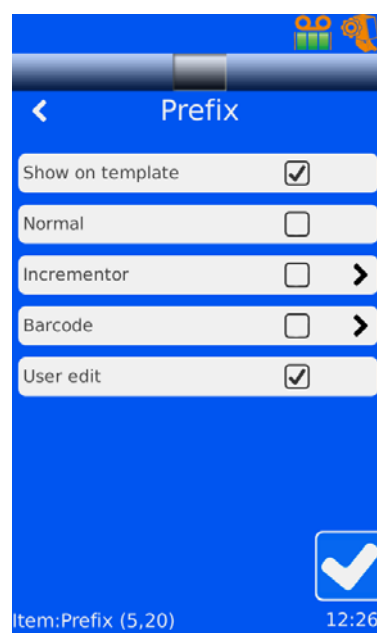 Prefix
Show on template
Normal
Incrementor
Barcode
User edit
Item:Prefix (5,20)
12:26